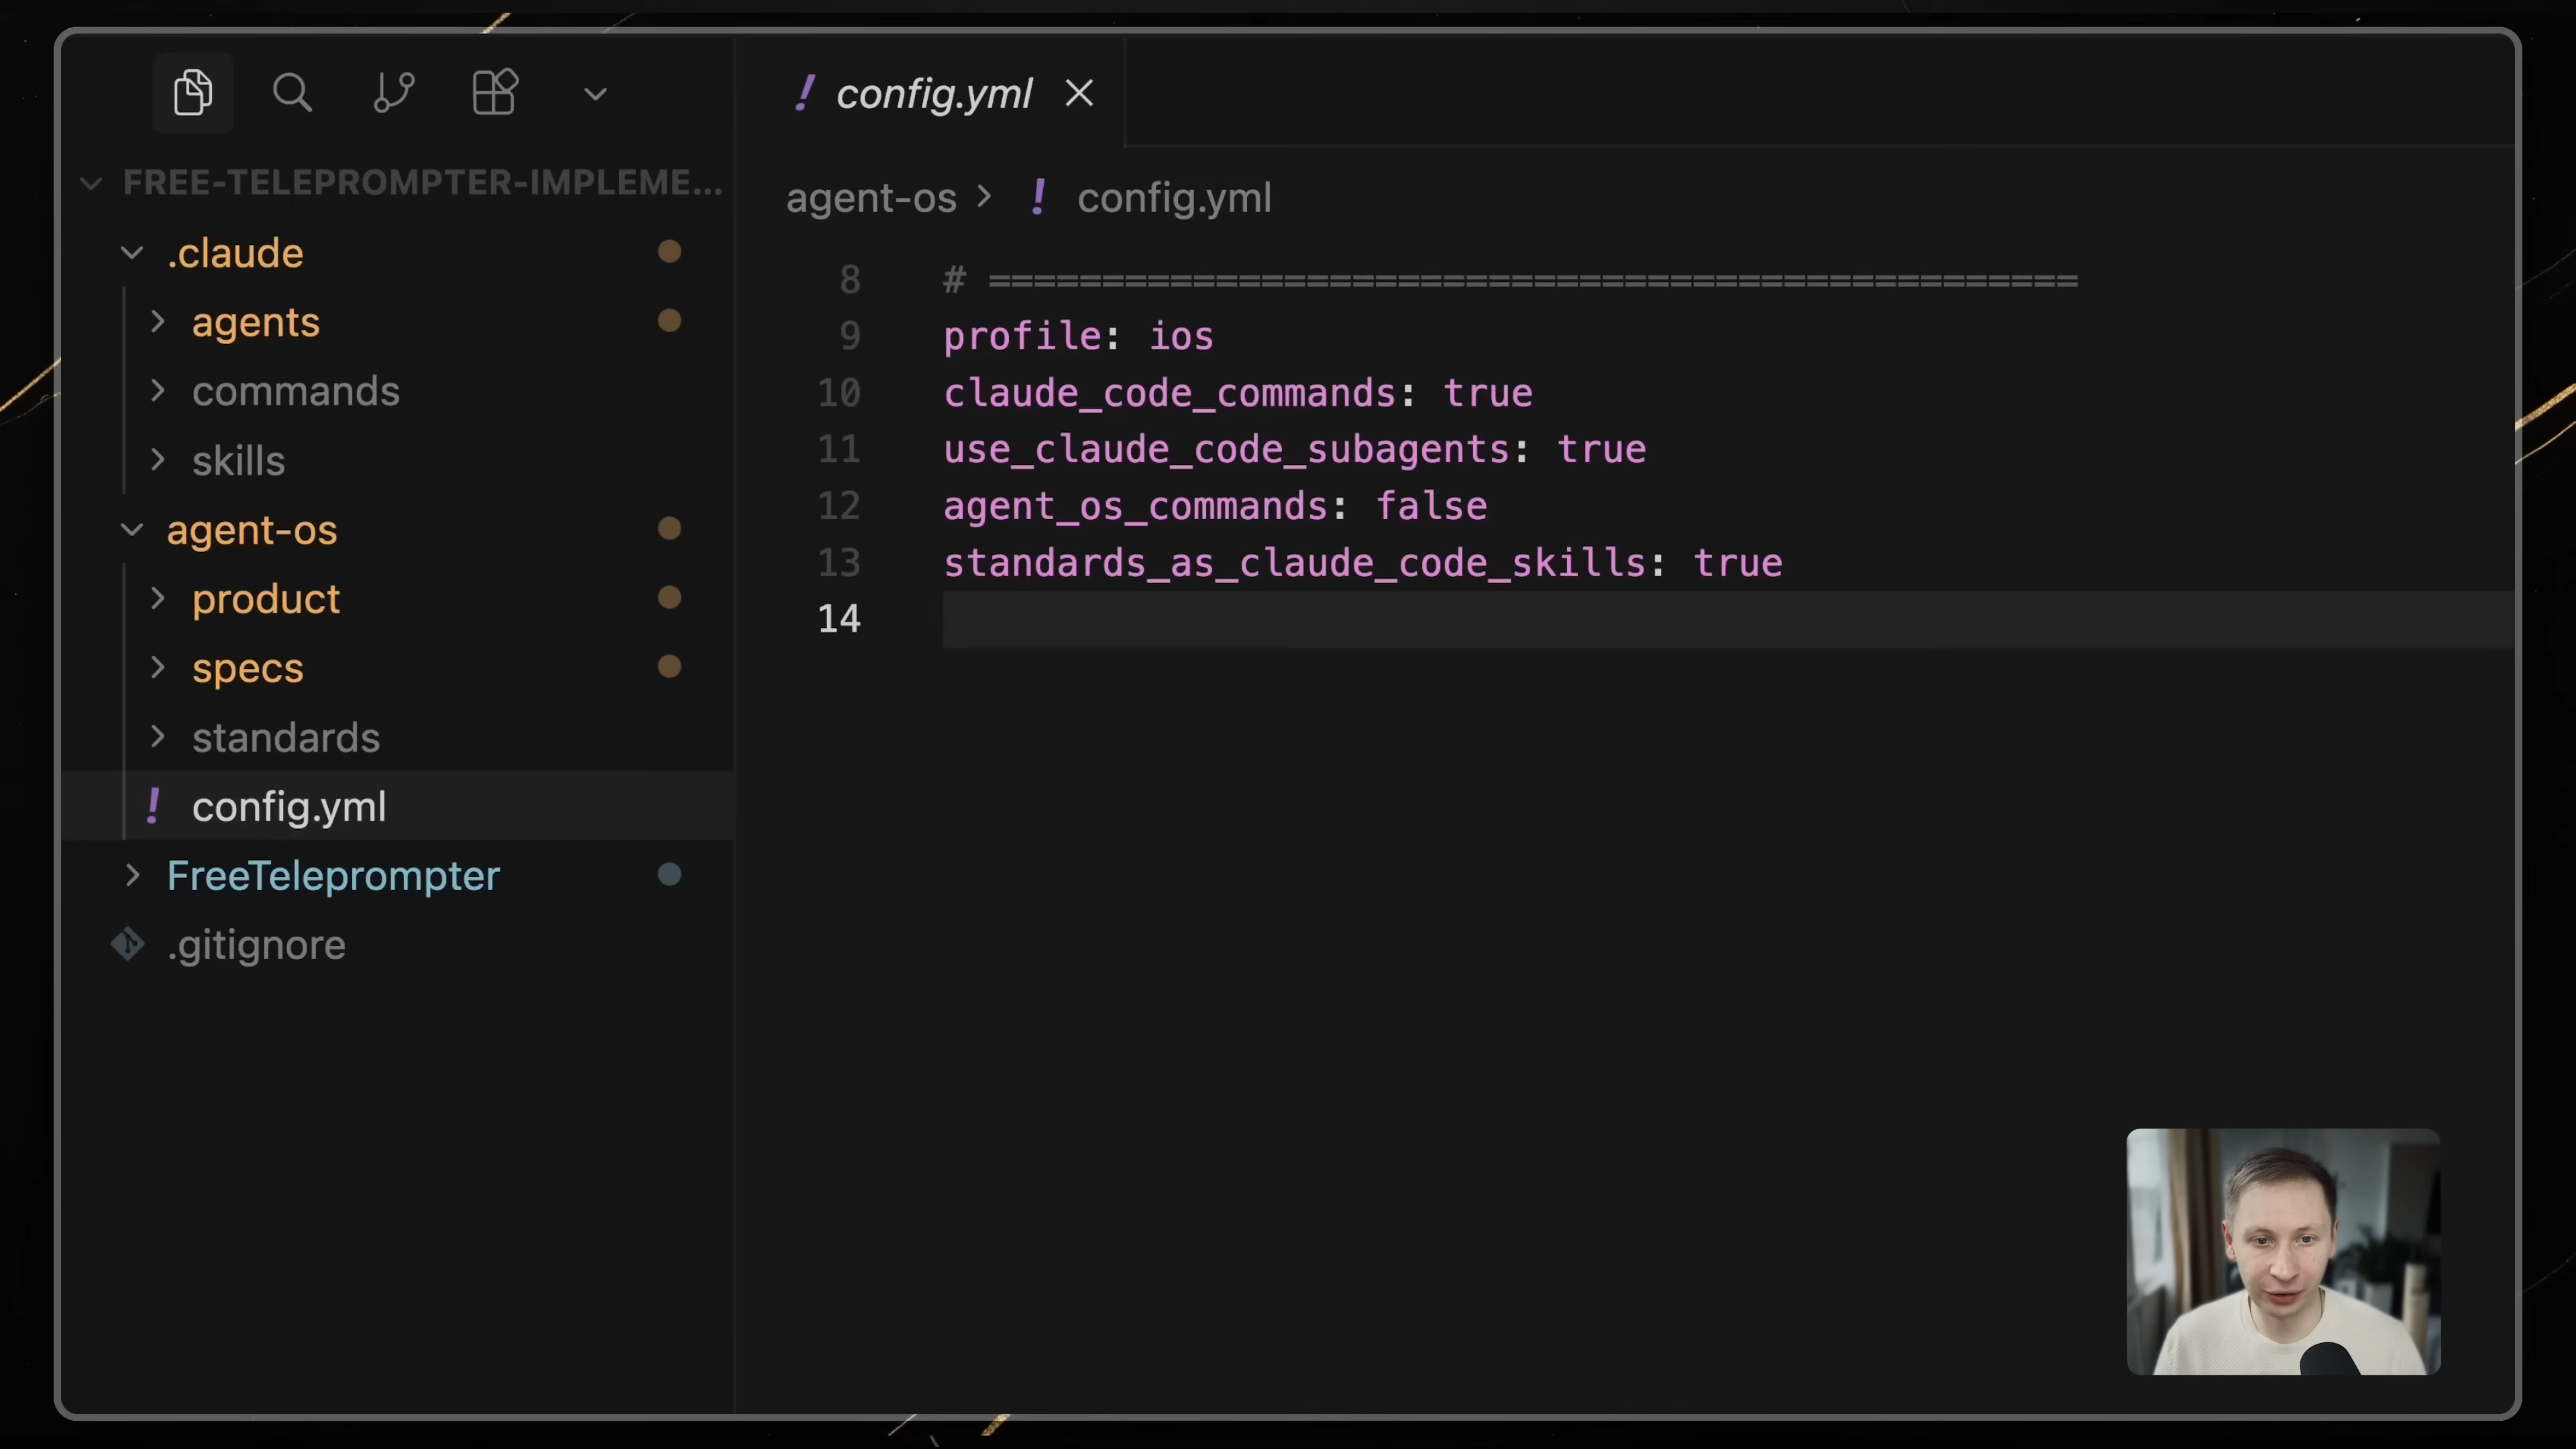 FREE-TELEPROMPTER-IMPLEME...
.claude
agents
commands
skills
agent-os
product
specs
standards
! config.yml
FreeTeleprompter
.gitignore
! config.yml
agent-os > ! config.yml
8 # ================================================
9 profile: ios
10 claude_code_commands: true
11 use_claude_code_subagents: true
12 agent_os_commands: false
13 standards_as_claude_code_skills: true
14